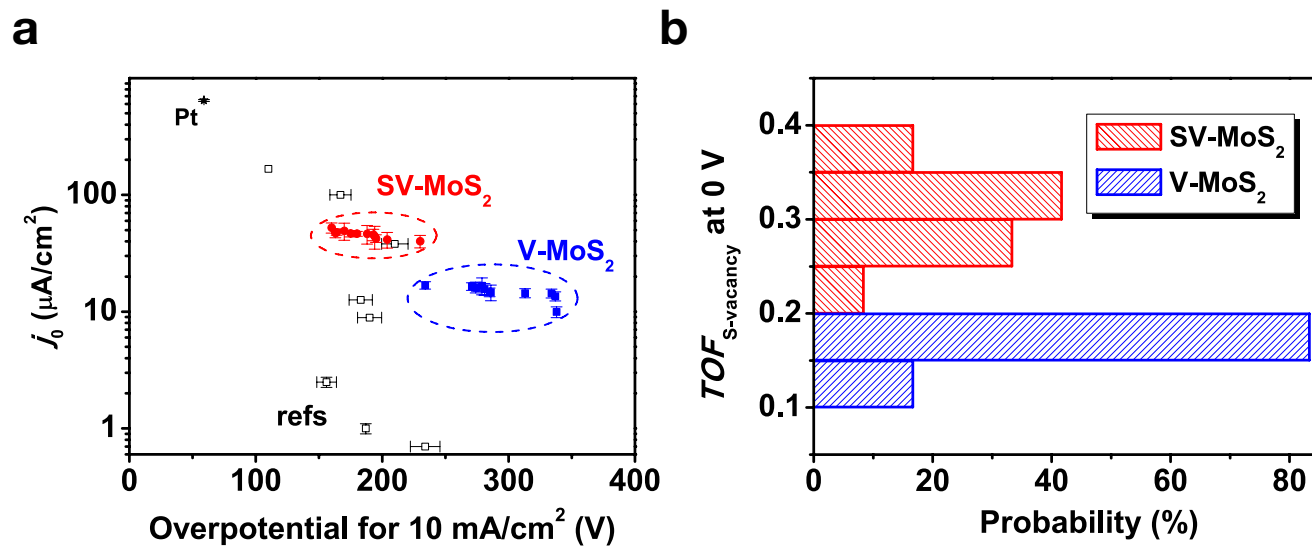 a
j₀ (μA/cm²)
100
10
1
Pt
SV-MoS₂
V-MoS₂
refs
0 100 200 300 400
Overpotential for 10 mA/cm² (V)
b
TOF S-vacancy at 0 V
0.4
0.3
0.2
0.1
SV-MoS₂
V-MoS₂
0 20 40 60 80
Probability (%)